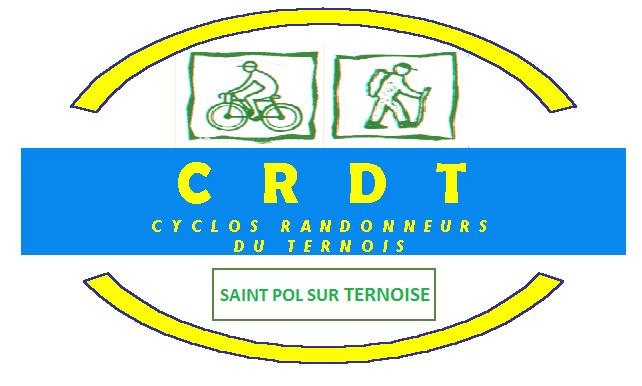 C R D T
CYCLOS RANDONNEURS
DU TERNOIS
SAINT POL SUR TERNOISE